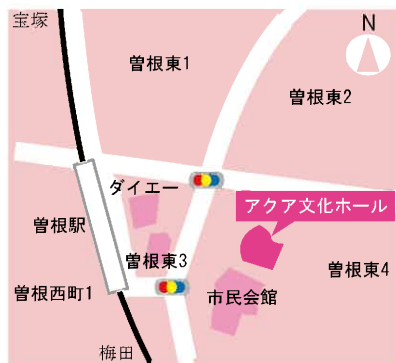 宝塚
N
曽根東1
曽根東2
ダイエー
アクア文化ホール
曽根駅
曽根東3
曽根東4
曽根西町1
市民会館
梅田